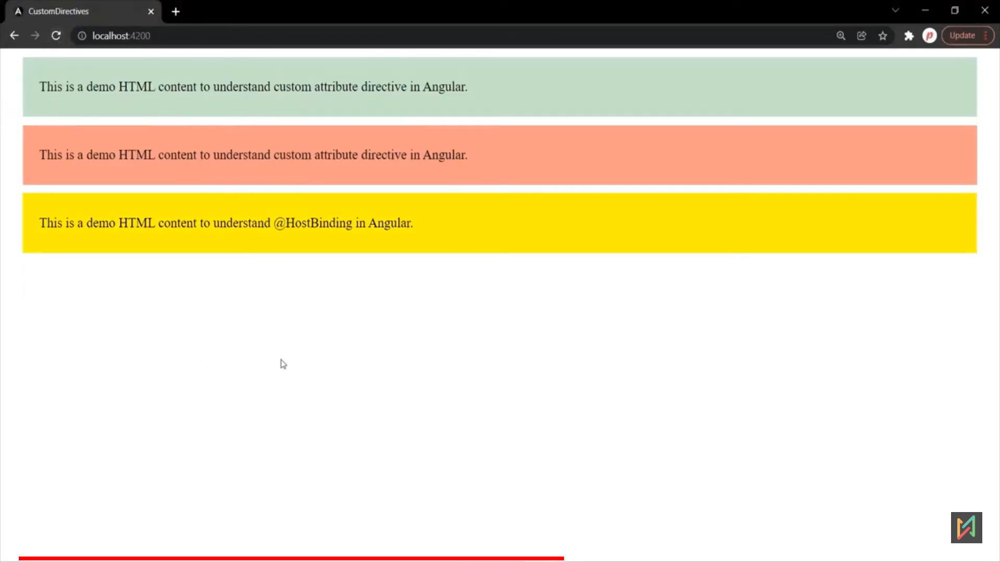 CustomDirectives
localhost:4200
Update
This is a demo HTML content to understand custom attribute directive in Angular.
This is a demo HTML content to understand custom attribute directive in Angular.
This is a demo HTML content to understand @HostBinding in Angular.